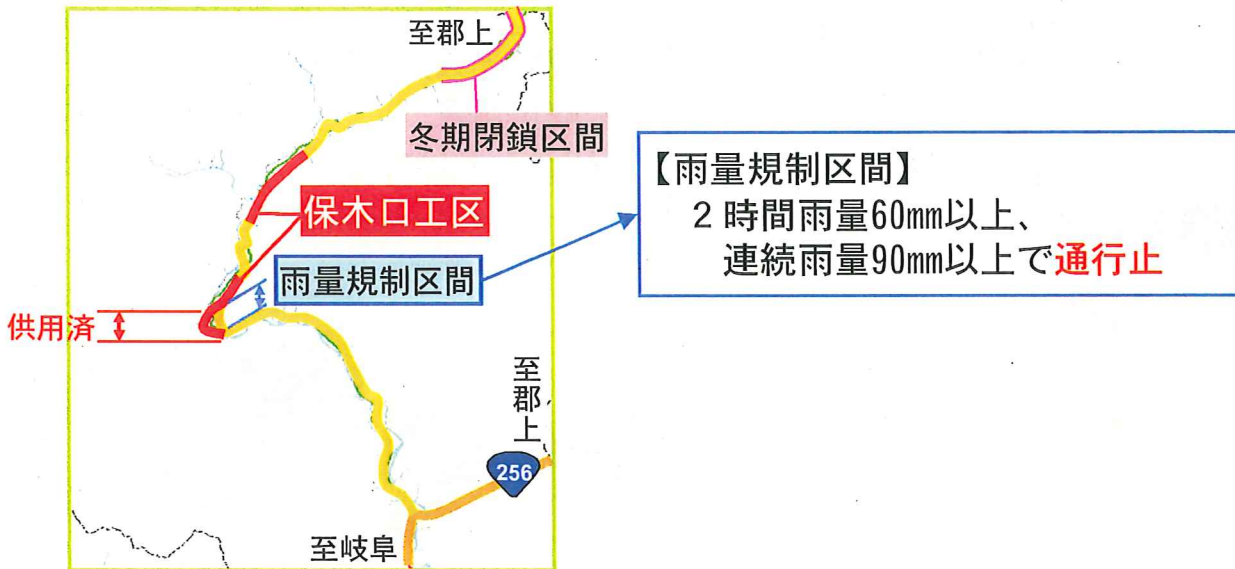 至郡上
冬期閉鎖区間
保木口工区
雨量規制区間
供用済
【雨量規制区間】
２時間雨量60mm以上、
連続雨量90mm以上で通行止
至郡上
256
至岐阜